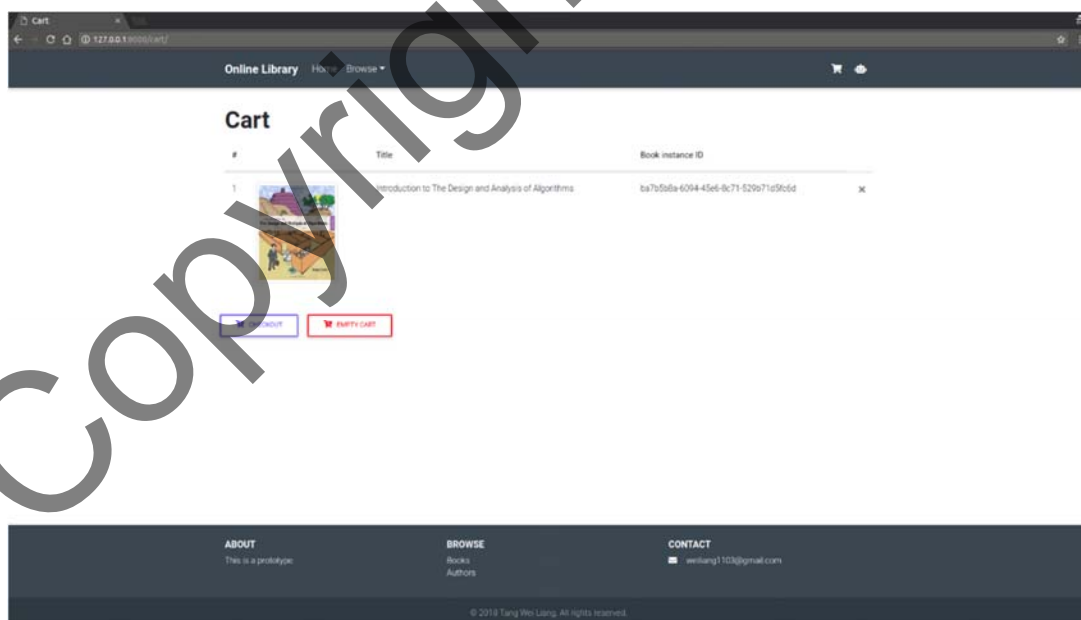 Cart
127.0.0.1:9000/cart/
Online Library Home Browse
Cart
# Title Book instance ID
1 Introduction to The Design and Analysis of Algorithms ba7b5b8a-6094-45e6-8c71-529b71d5fc6d
CHECKOUT EMPTY CART
ABOUT BROWSE CONTACT
This is a prototype. Books weiliang1103@gmail.com
Authors
© 2018 Tang Wei Liang. All rights reserved.
Copyright